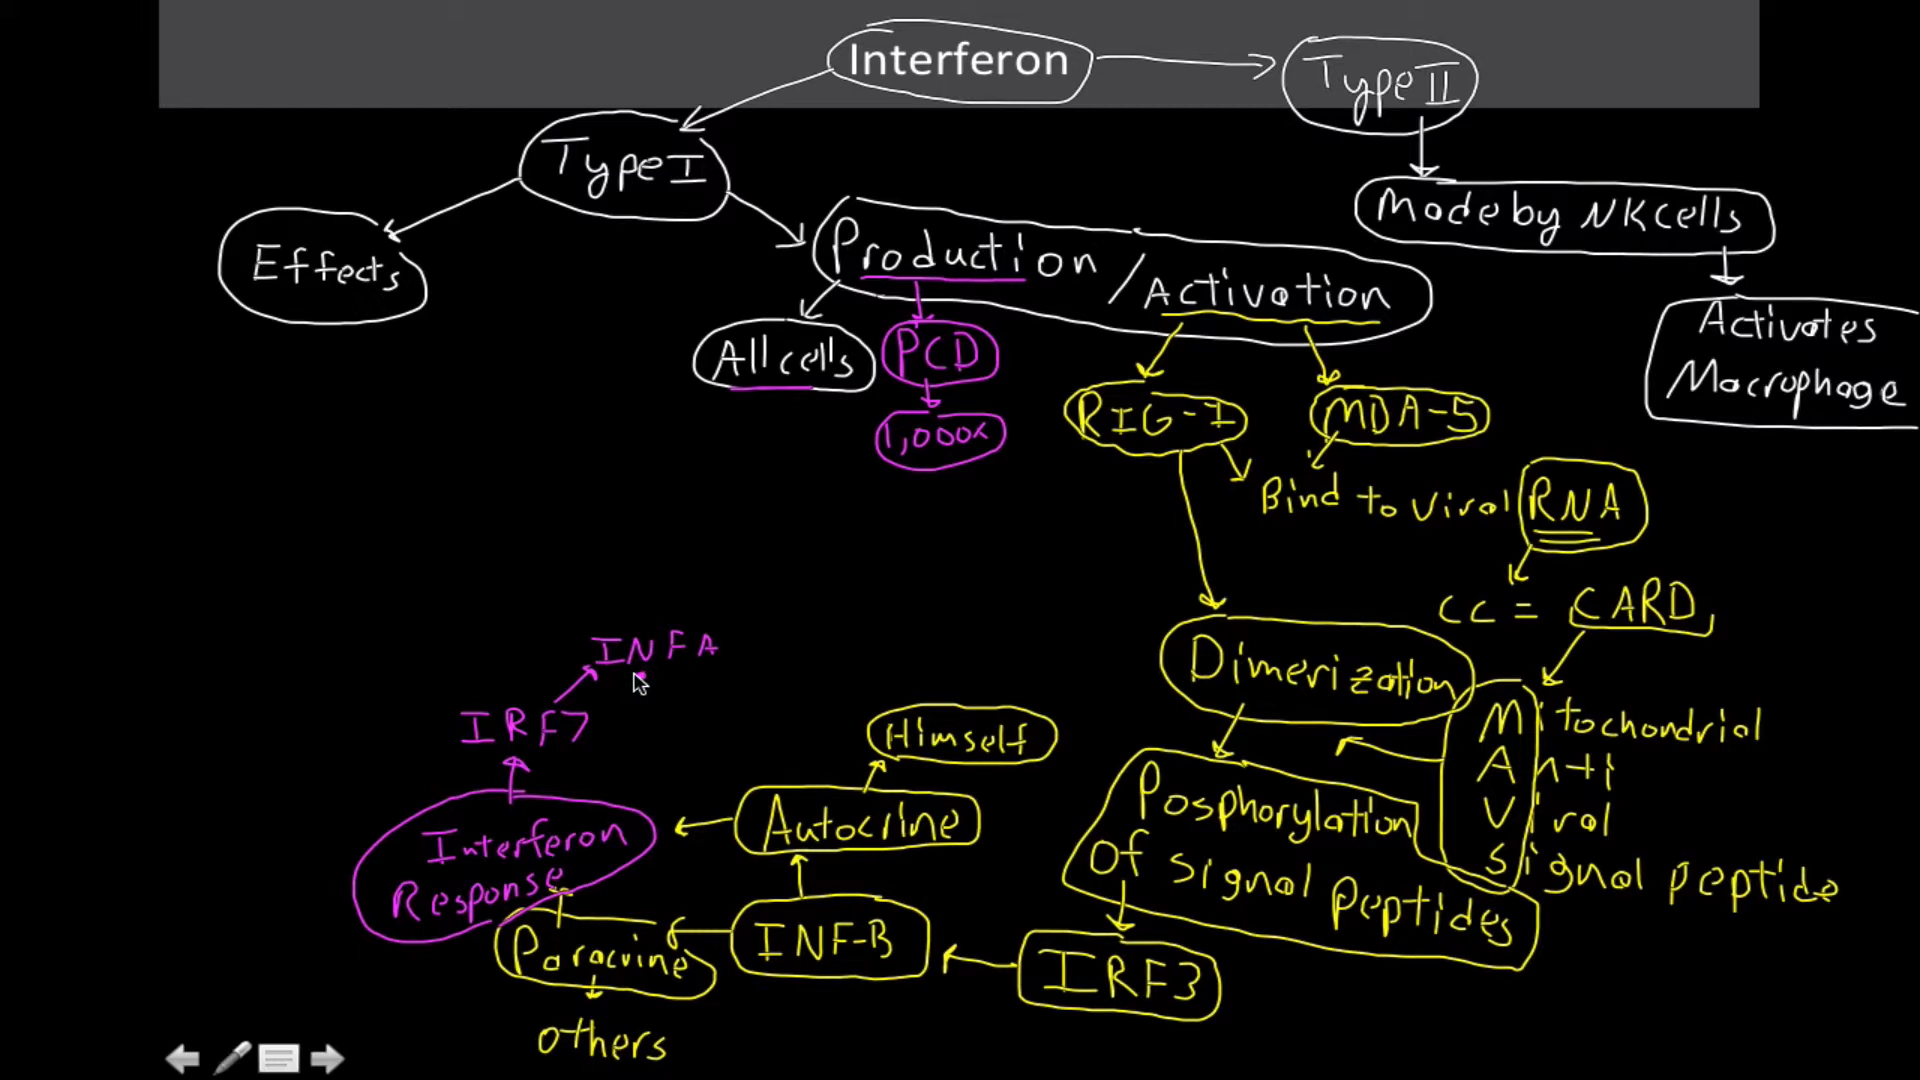 Interferon
Type II
Type I
Made by NK cells
Effects
Production / Activation
Activates
Macrophage
All cells
PCD
1,000x
RIG-I
MDA-5
Bind to Viral RNA
CC = CARD
Dimerization
Mitochondrial
Anti
Viral
Signal peptide
INFA
IRF7
Himself
Posphorylation
Of signal peptides
Autocrine
Interferon
Response
INF-B
Paracrine
IRF3
others